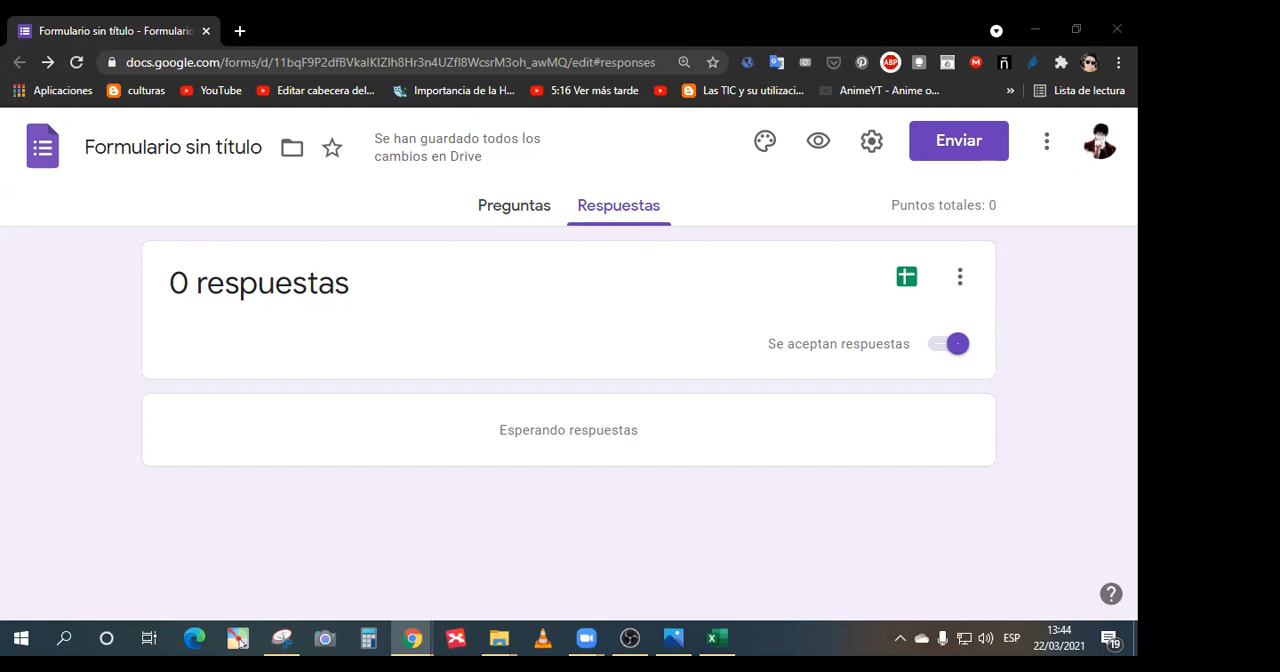 Formulario sin título - Formulario
docs.google.com/forms/d/11bqF9P2dfBVkalKIZlh8Hr3n4UZfl8WcsrM3oh_awMQ/edit#responses
ABP
ñ
Aplicaciones
culturas
YouTube
Editar cabecera del...
Importancia de la H...
5:16 Ver más tarde
Las TIC y su utilizaci...
AnimeYT - Anime o...
»
Lista de lectura
Formulario sin título
Se han guardado todos los
cambios en Drive
Enviar
Preguntas
Respuestas
Puntos totales: 0
0 respuestas
Se aceptan respuestas
Esperando respuestas
ESP
13:44
22/03/2021
19